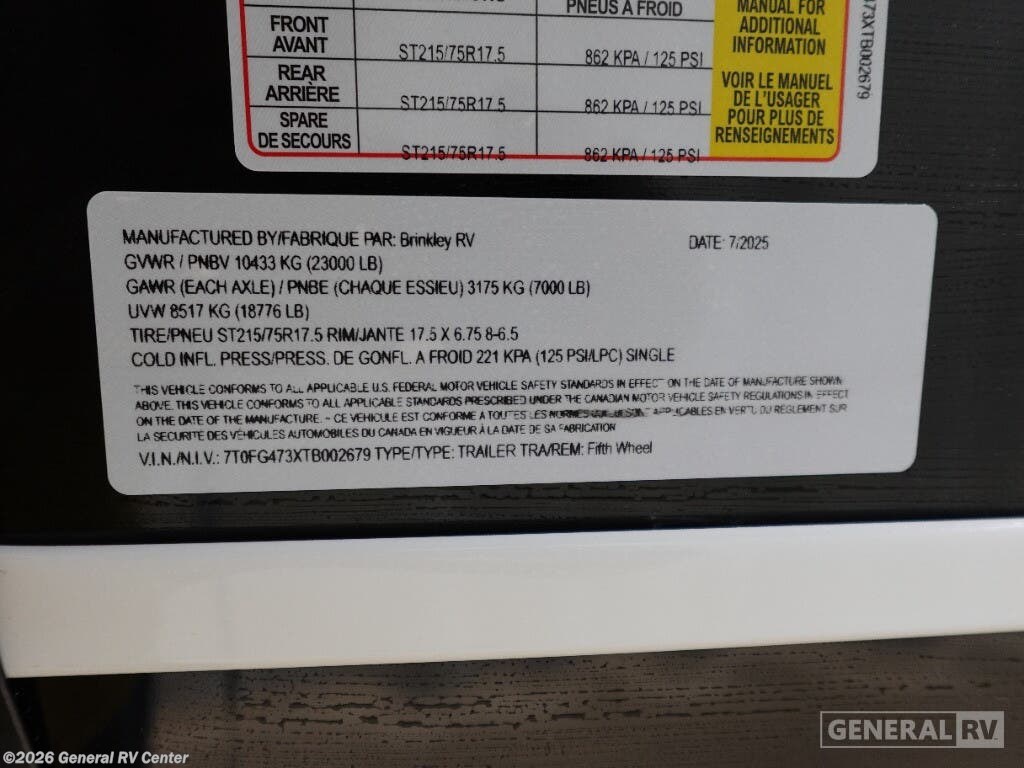 PNEUS A FROID
MANUAL FOR
ADDITIONAL
INFORMATION
FRONT
AVANT
ST215/75R17.5
862 KPA / 125 PSI
REAR
ARRIÈRE
ST215/75R17.5
862 KPA / 125 PSI
SPARE
DE SECOURS
ST215/75R17.5
862 KPA / 125 PSI
VOIR LE MANUEL
DE L'USAGER
POUR PLUS DE
RENSEIGNEMENTS
473XTB002679
MANUFACTURED BY/FABRIQUE PAR: Brinkley RV DATE: 7/2025
GVWR / PNBV 10433 KG (23000 LB)
GAWR (EACH AXLE) / PNBE (CHAQUE ESSIEU) 3175 KG (7000 LB)
UVW 8517 KG (18776 LB)
TIRE/PNEU ST215/75R17.5 RIM/JANTE 17.5 X 6.75 8-6.5
COLD INFL. PRESS/PRESS. DE GONFL. A FROID 221 KPA (125 PSI/LPC) SINGLE
THIS VEHICLE CONFORMS TO ALL APPLICABLE U.S. FEDERAL MOTOR VEHICLE SAFETY STANDARDS IN EFFECT ON THE DATE OF MANUFACTURE SHOWN
ABOVE. THIS VEHICLE CONFORMS TO ALL APPLICABLE STANDARDS PRESCRIBED UNDER THE CANADIAN MOTOR VEHICLE SAFETY REGULATIONS IN EFFECT
ON THE DATE OF THE MANUFACTURE. - CE VEHICULE EST CONFORME A TOUTES LES NORMES APPLICABLES EN VERTU DU REGLEMENT SUR
LA SECURITE DES VÉHICULES AUTOMOBILES DU CANADA EN VIGUEUR À LA DATE DE SA FABRICATION
V.I.N./N.I.V.: 7T0FG473XTB002679 TYPE/TYPE: TRAILER TRA/REM: Fifth Wheel
GENERAL RV
©2026 General RV Center